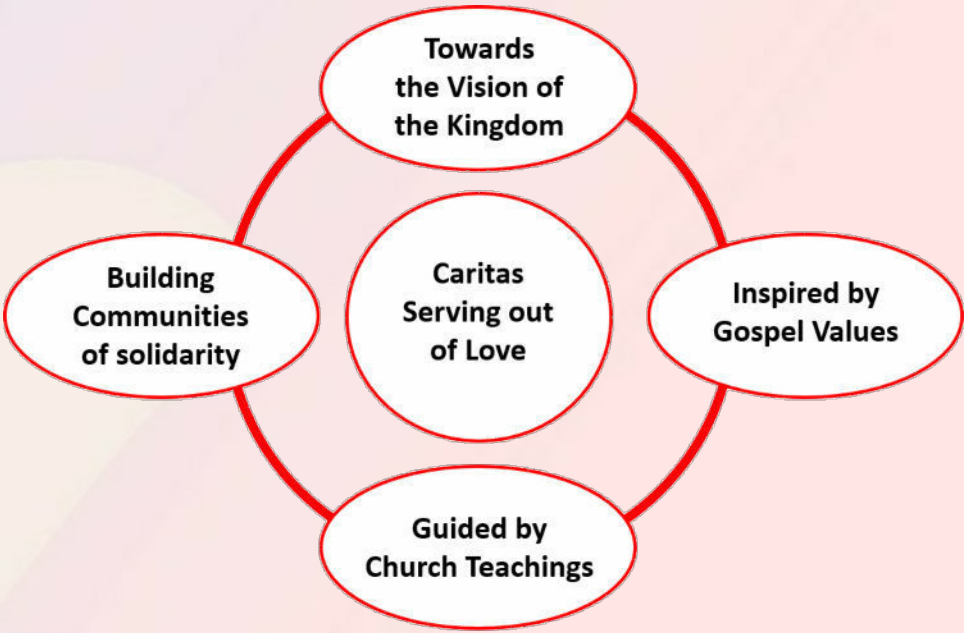 Towards
the Vision of
the Kingdom
Building
Communities
of solidarity
Caritas
Serving out
of Love
Inspired by
Gospel Values
Guided by
Church Teachings